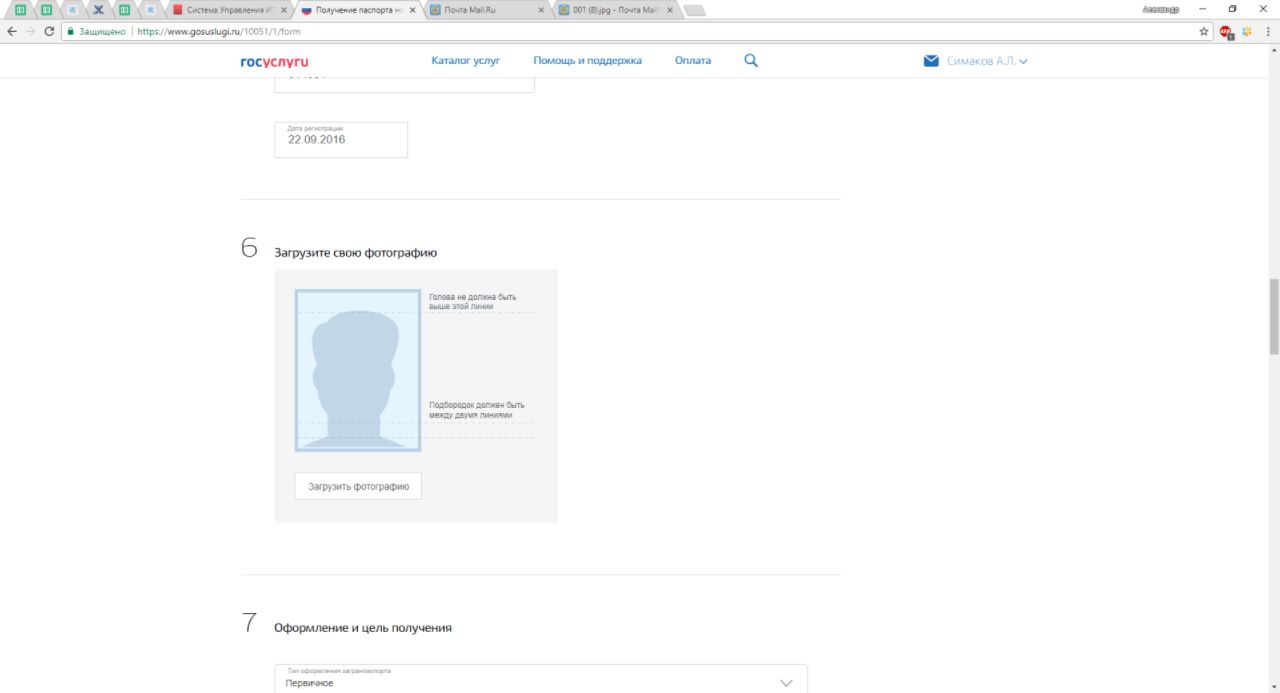 Система Управления И
Получение паспорта но
Почта Mail.Ru
001 (8).jpg - Почта Mail
Александр
Защищено
https://www.gosuslugi.ru/10051/1/form
госуслуги
Каталог услуг
Помощь и поддержка
Оплата
Симаков А.Л.
Дата регистрации
22.09.2016
6
Загрузите свою фотографию
Голова не должна быть
выше этой линии
Подбородок должен быть
между двумя линиями
Загрузить фотографию
7
Оформление и цель получения
Тип оформления загранпаспорта
Первичное